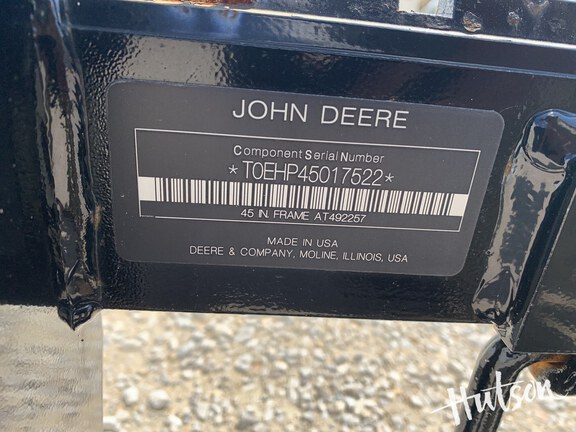 JOHN DEERE
Component Serial Number
*T0EHP45017522*
45 IN. FRAME AT492257
MADE IN USA
DEERE & COMPANY, MOLINE, ILLINOIS, USA
Hutson